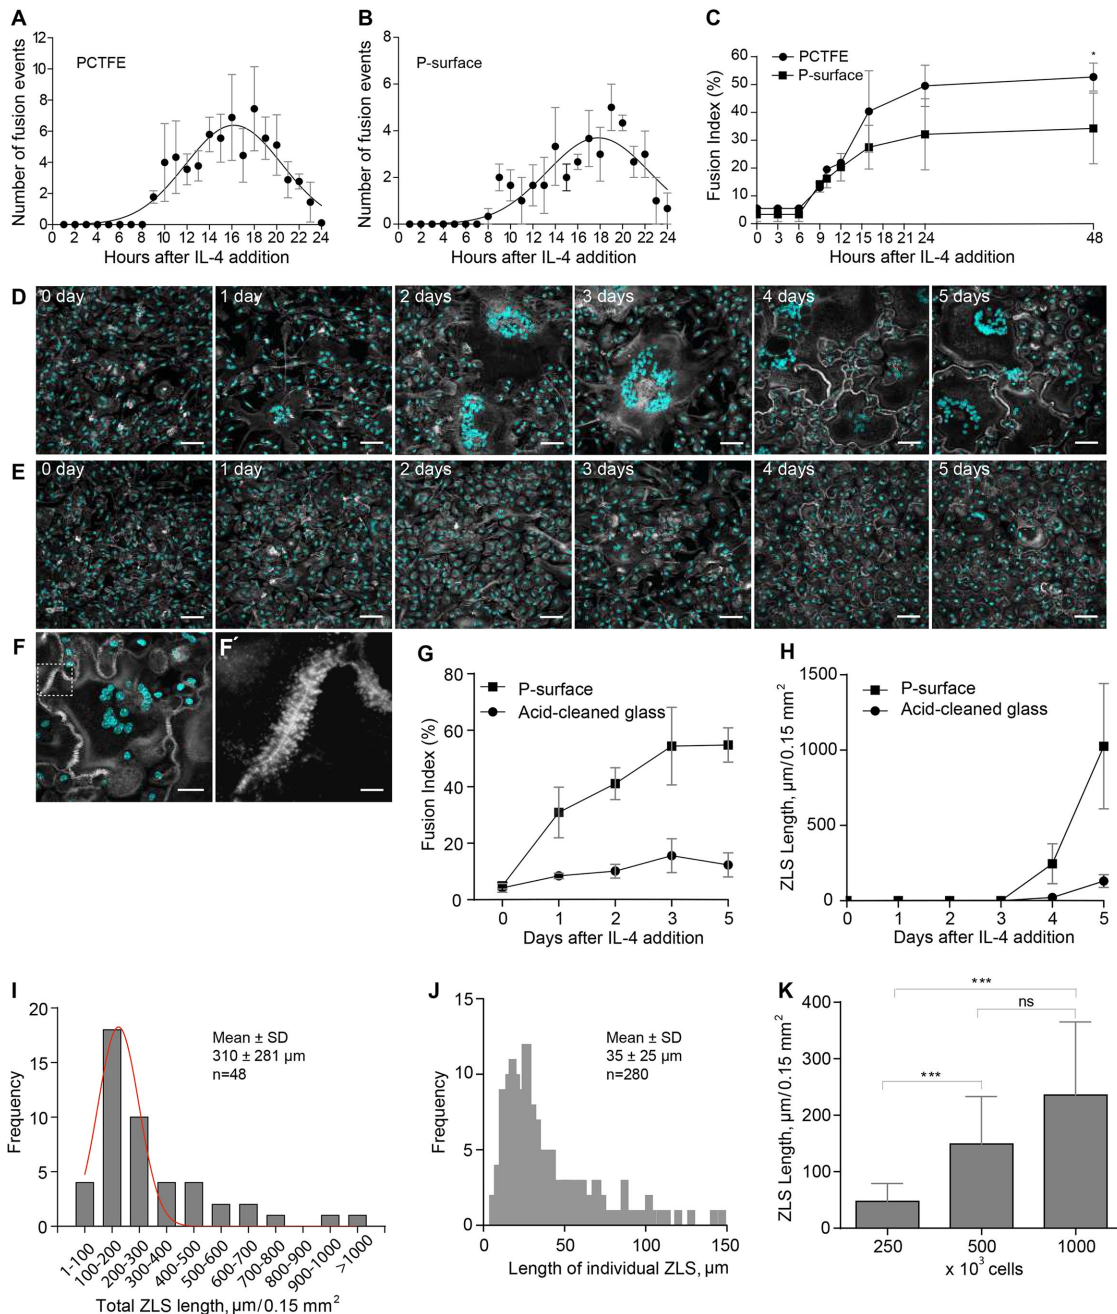 A
PCTFE
Number of fusion events
12
10
8
6
4
2
0
0 2 4 6 8 10 12 14 16 18 20 22 24
Hours after IL-4 addition
B
P-surface
Number of fusion events
8
6
4
2
0
0 2 4 6 8 10 12 14 16 18 20 22 24
Hours after IL-4 addition
C
PCTFE
P-surface
*
Fusion Index (%)
60
50
40
30
20
10
0
0 3 6 9 12 15 18 21 24 48
Hours after IL-4 addition
D
0 day
1 day
2 days
3 days
4 days
5 days
E
0 day
1 day
2 days
3 days
4 days
5 days
F
F´
G
P-surface
Acid-cleaned glass
Fusion Index (%)
80
60
40
20
0
0 1 2 3 5
Days after IL-4 addition
H
P-surface
Acid-cleaned glass
ZLS Length, µm/0.15 mm²
1500
1000
500
0
0 1 2 3 4 5
Days after IL-4 addition
I
Mean ± SD
310 ± 281 µm
n=48
Frequency
20
15
10
5
0
1-100 100-200 200-300 300-400 400-500 500-600 600-700 700-800 800-900 900-1000 >1000
Total ZLS length, µm/0.15 mm²
J
Mean ± SD
35 ± 25 µm
n=280
Frequency
15
10
5
0
0 50 100 150
Length of individual ZLS, µm
K
***
ns
***
ZLS Length, µm/0.15 mm²
400
300
200
100
0
250 500 1000
x 10³ cells